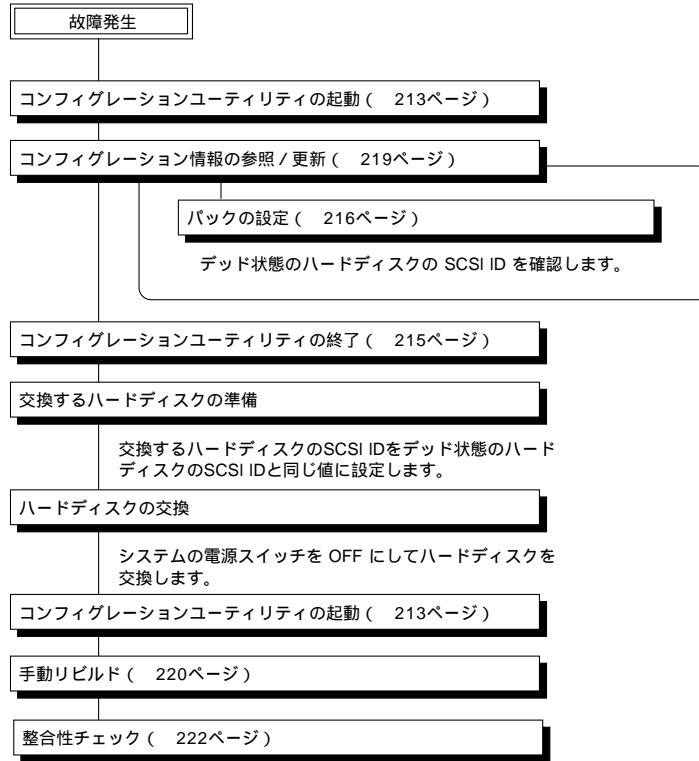 故障発生
コンフィグレーションユーティリティの起動（　213ページ）
コンフィグレーション情報の参照／更新（　219ページ）
パックの設定（　216ページ）
デッド状態のハードディスクの SCSI ID を確認します。
コンフィグレーションユーティリティの終了（　215ページ）
交換するハードディスクの準備
交換するハードディスクのSCSI IDをデッド状態のハード
ディスクのSCSI IDと同じ値に設定します。
ハードディスクの交換
システムの電源スイッチを OFF にしてハードディスクを
交換します。
コンフィグレーションユーティリティの起動（　213ページ）
手動リビルド（　220ページ）
整合性チェック（　222ページ）